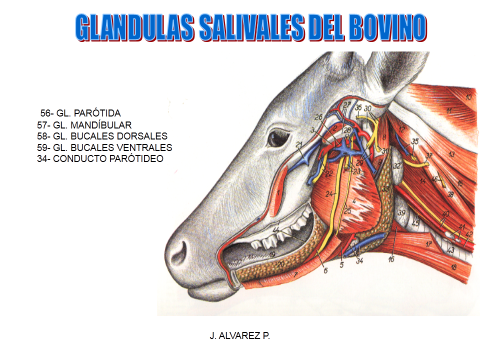 GLANDULAS SALIVALES DEL BOVINO
56- GL. PARÓTIDA
57- GL. MANDÍBULAR
58- GL. BUCALES DORSALES
59- GL. BUCALES VENTRALES
34- CONDUCTO PARÓTIDEO
J. ALVAREZ P.